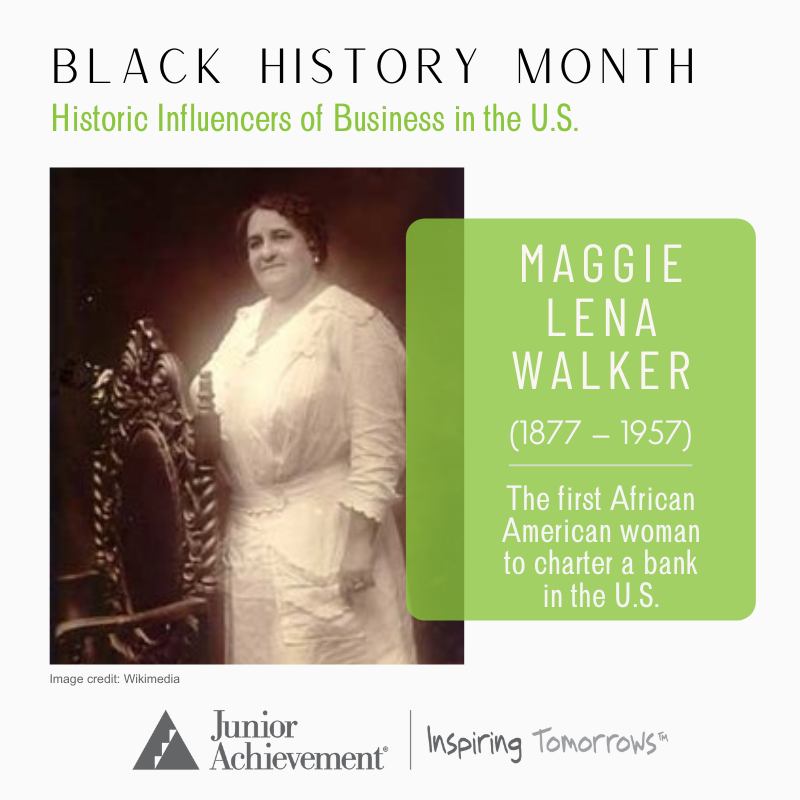 BLACK HISTORY MONTH
Historic Influencers of Business in the U.S.
MAGGIE
LENA
WALKER
(1877 – 1957)
The first African
American woman
to charter a bank
in the U.S.
Image credit: Wikimedia
Junior
Achievement®
Inspiring Tomorrows™